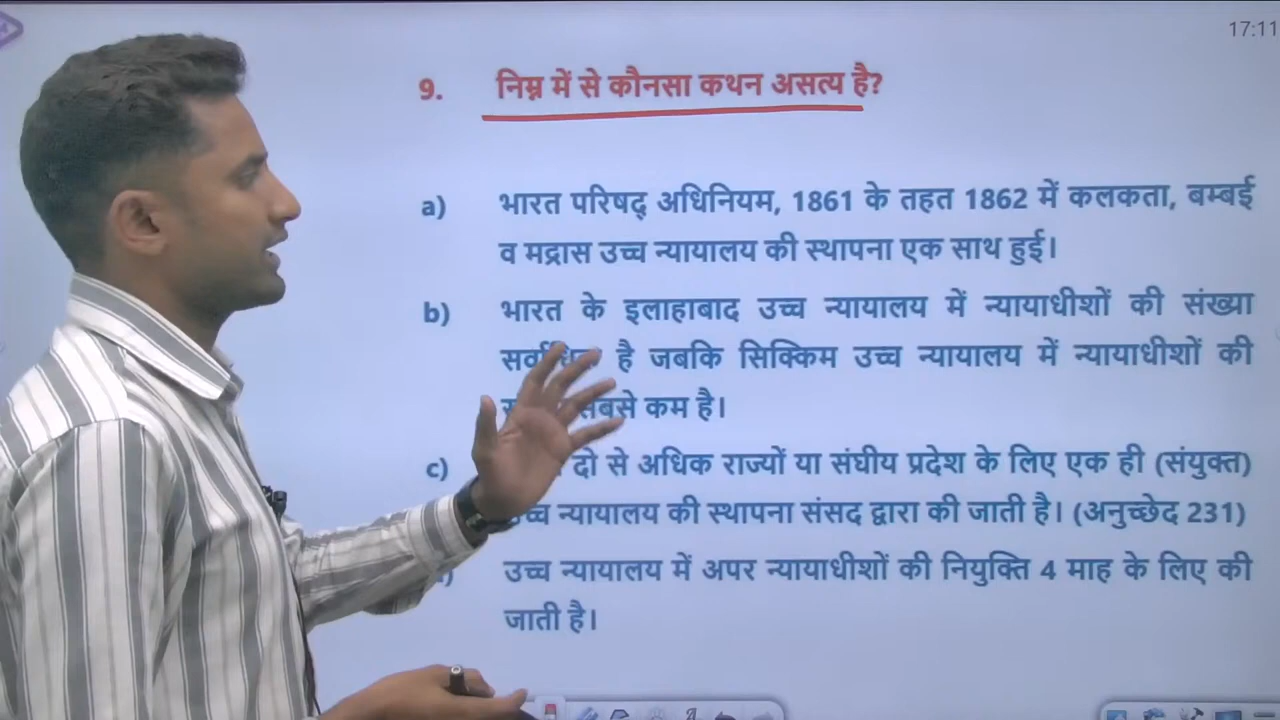 17:11
9. निम्न में से कौनसा कथन असत्य है?
a) भारत परिषद् अधिनियम, 1861 के तहत 1862 में कलकता, बम्बई
व मद्रास उच्च न्यायालय की स्थापना एक साथ हुई।
b) भारत के इलाहाबाद उच्च न्यायालय में न्यायाधीशों की संख्या
है जबकि सिक्किम उच्च न्यायालय में न्यायाधीशों की
सबसे कम है।
c) दो से अधिक राज्यों या संघीय प्रदेश के लिए एक ही (संयुक्त)
उच्च न्यायालय की स्थापना संसद द्वारा की जाती है। (अनुच्छेद 231)
उच्च न्यायालय में अपर न्यायाधीशों की नियुक्ति 4 माह के लिए की
जाती है।